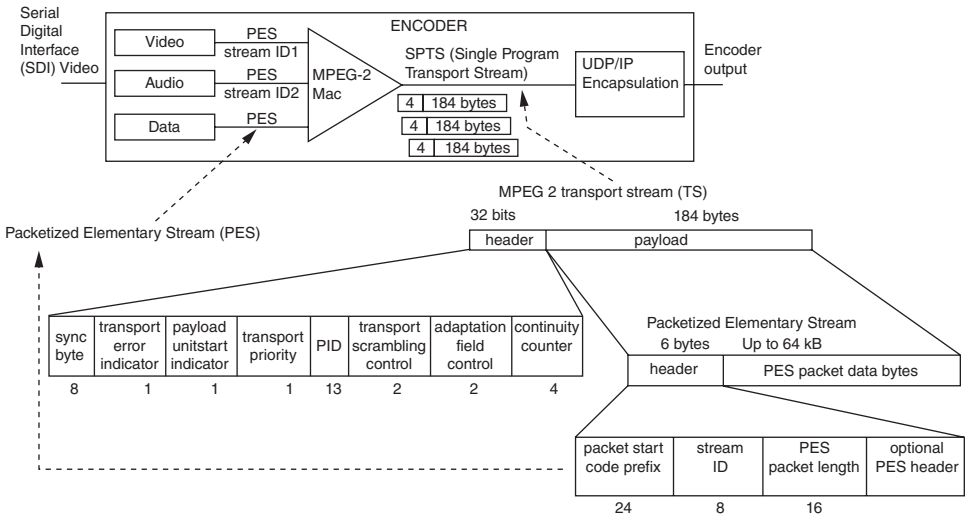 Serial
Digital
Interface
(SDI) Video
ENCODER
Video
PES
stream ID1
Audio
PES
stream ID2
Data
PES
MPEG-2
Mac
SPTS (Single Program
Transport Stream)
4 184 bytes
4 184 bytes
4 184 bytes
UDP/IP
Encapsulation
Encoder
output
MPEG 2 transport stream (TS)
32 bits 184 bytes
header payload
Packetized Elementary Stream (PES)
sync
byte
transport
error
indicator
payload
unitstart
indicator
transport
priority
PID
transport
scrambling
control
adaptation
field
control
continuity
counter
8 1 1 1 13 2 2 4
Packetized Elementary Stream
6 bytes Up to 64 kB
header PES packet data bytes
packet start
code prefix
stream
ID
PES
packet length
optional
PES header
24 8 16